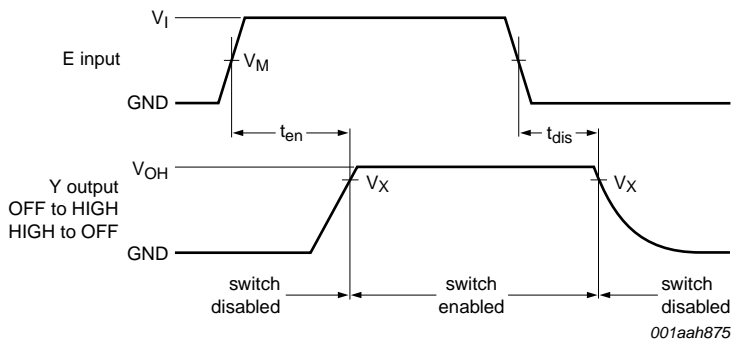 V_I
E input
V_M
GND
t_en
t_dis
V_OH
V_X
V_X
Y output
OFF to HIGH
HIGH to OFF
GND
switch
disabled
switch
enabled
switch
disabled
001aah875